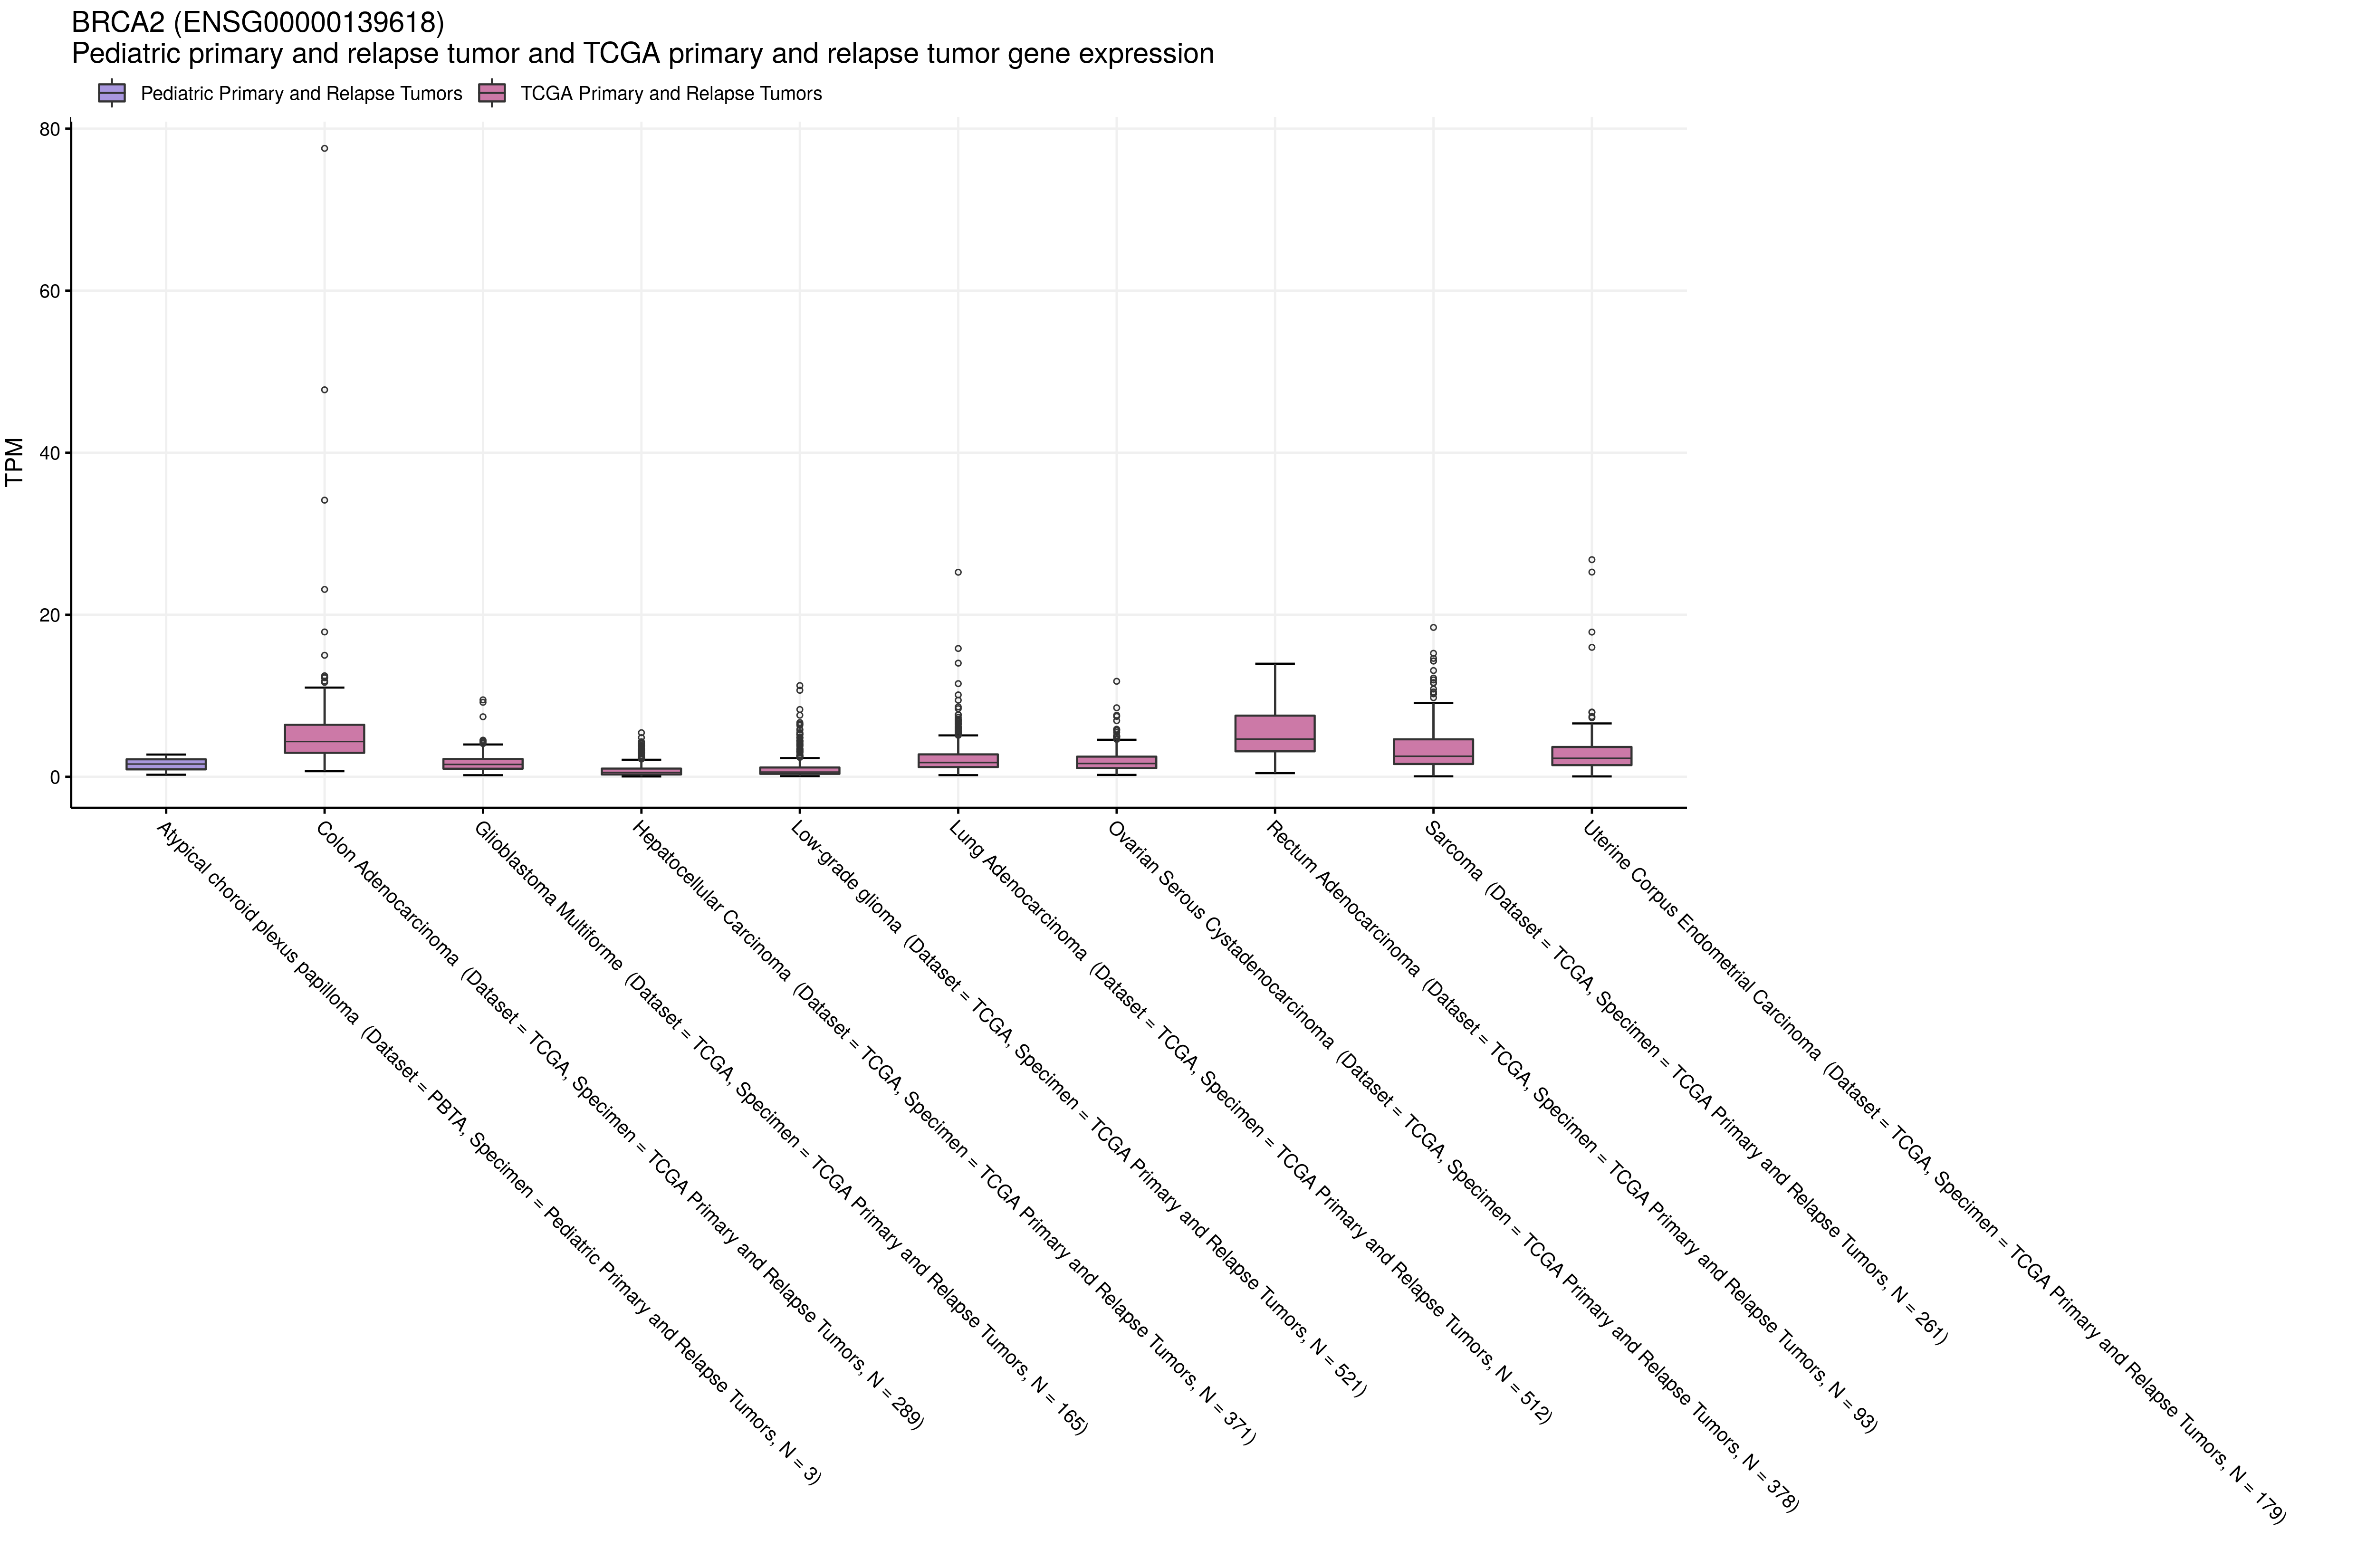 BRCA2 (ENSG00000139618)
Pediatric primary and relapse tumor and TCGA primary and relapse tumor gene expression
Pediatric Primary and Relapse Tumors
TCGA Primary and Relapse Tumors
TPM
80
60
40
20
0
Atypical choroid plexus papilloma (Dataset = PBTA, Specimen = Pediatric Primary and Relapse Tumors, N = 3)
Colon Adenocarcinoma (Dataset = TCGA, Specimen = TCGA Primary and Relapse Tumors, N = 289)
Glioblastoma Multiforme (Dataset = TCGA, Specimen = TCGA Primary and Relapse Tumors, N = 165)
Hepatocellular Carcinoma (Dataset = TCGA, Specimen = TCGA Primary and Relapse Tumors, N = 371)
Low-grade glioma (Dataset = TCGA, Specimen = TCGA Primary and Relapse Tumors, N = 521)
Lung Adenocarcinoma (Dataset = TCGA, Specimen = TCGA Primary and Relapse Tumors, N = 512)
Ovarian Serous Cystadenocarcinoma (Dataset = TCGA, Specimen = TCGA Primary and Relapse Tumors, N = 378)
Rectum Adenocarcinoma (Dataset = TCGA, Specimen = TCGA Primary and Relapse Tumors, N = 93)
Sarcoma (Dataset = TCGA, Specimen = TCGA Primary and Relapse Tumors, N = 261)
Uterine Corpus Endometrial Carcinoma (Dataset = TCGA, Specimen = TCGA Primary and Relapse Tumors, N = 179)